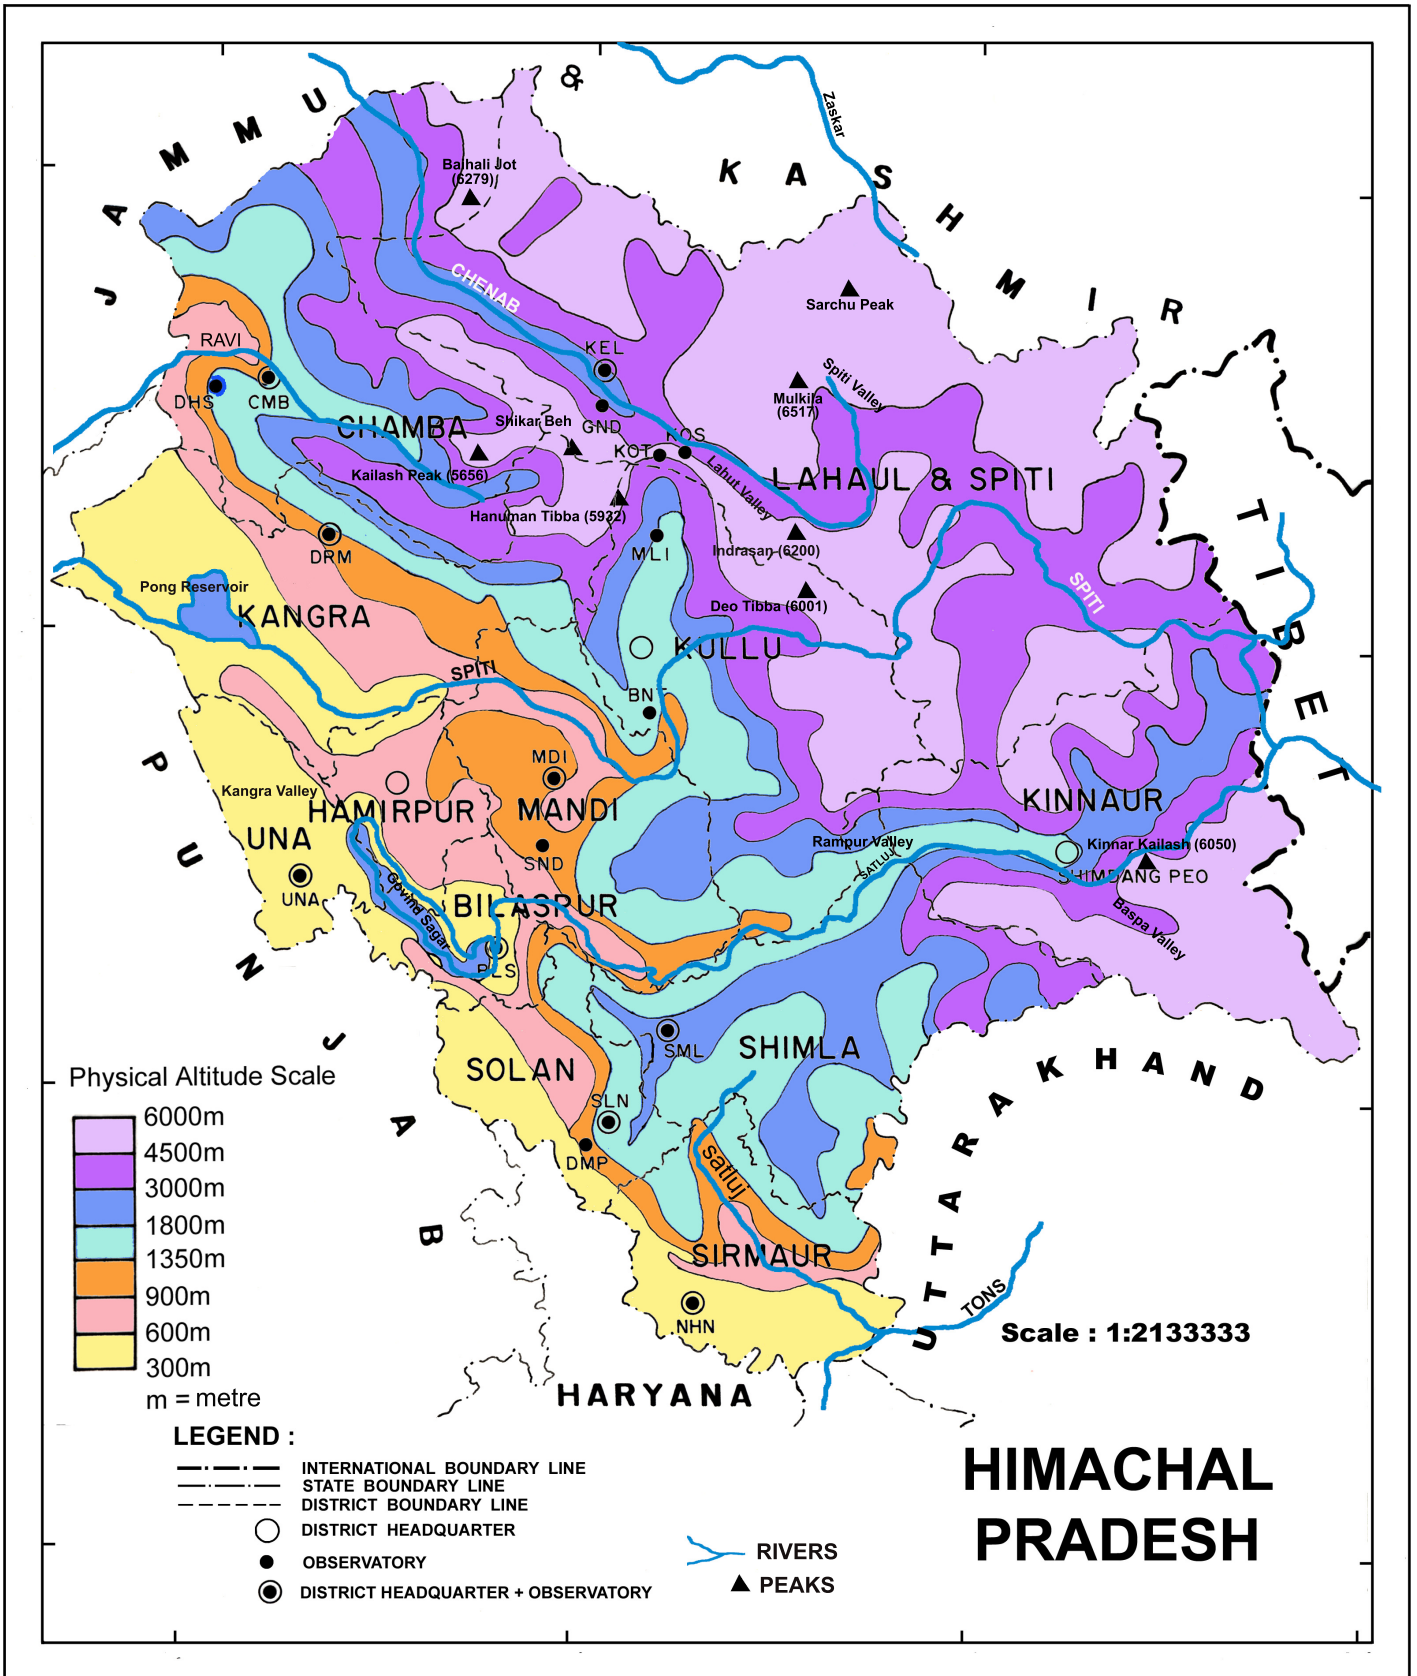 JAMMU & KASHMIR
Zaskar
Baihali Jot
(6279)
CHENAB
Sarchu Peak
RAVI
KEL
Spiti Valley
Mulkila
(6517)
DHS
CMB
CHAMBA
Shikar Beh
GND
KOT
KOS
Kailash Peak (5656)
Lahut Valley
LAHAUL & SPITI
Hanuman Tibba (5932)
DRM
MLI
Indrasan (6200)
TIBET
Pong Reservoir
KANGRA
Deo Tibba (6001)
SPITI
KULLU
SPITI
BNT
PUNJAB
MDI
Kangra Valley
HAMIRPUR
MANDI
KINNAUR
UNA
SND
Rampur Valley
SATLUJ
Kinnar Kailash (6050)
SHIMDANG PEO
UNA
Govind Sagar
BILASPUR
Baspa Valley
BLS
SOLAN
SML
SHIMLA
SLN
DMP
satluj
UTTARAKHAND
SIRMAUR
NHN
TONS
HARYANA
Physical Altitude Scale
6000m
4500m
3000m
1800m
1350m
900m
600m
300m
m = metre
Scale : 1:2133333
LEGEND :
INTERNATIONAL BOUNDARY LINE
STATE BOUNDARY LINE
DISTRICT BOUNDARY LINE
DISTRICT HEADQUARTER
OBSERVATORY
DISTRICT HEADQUARTER + OBSERVATORY
RIVERS
PEAKS
HIMACHAL
PRADESH